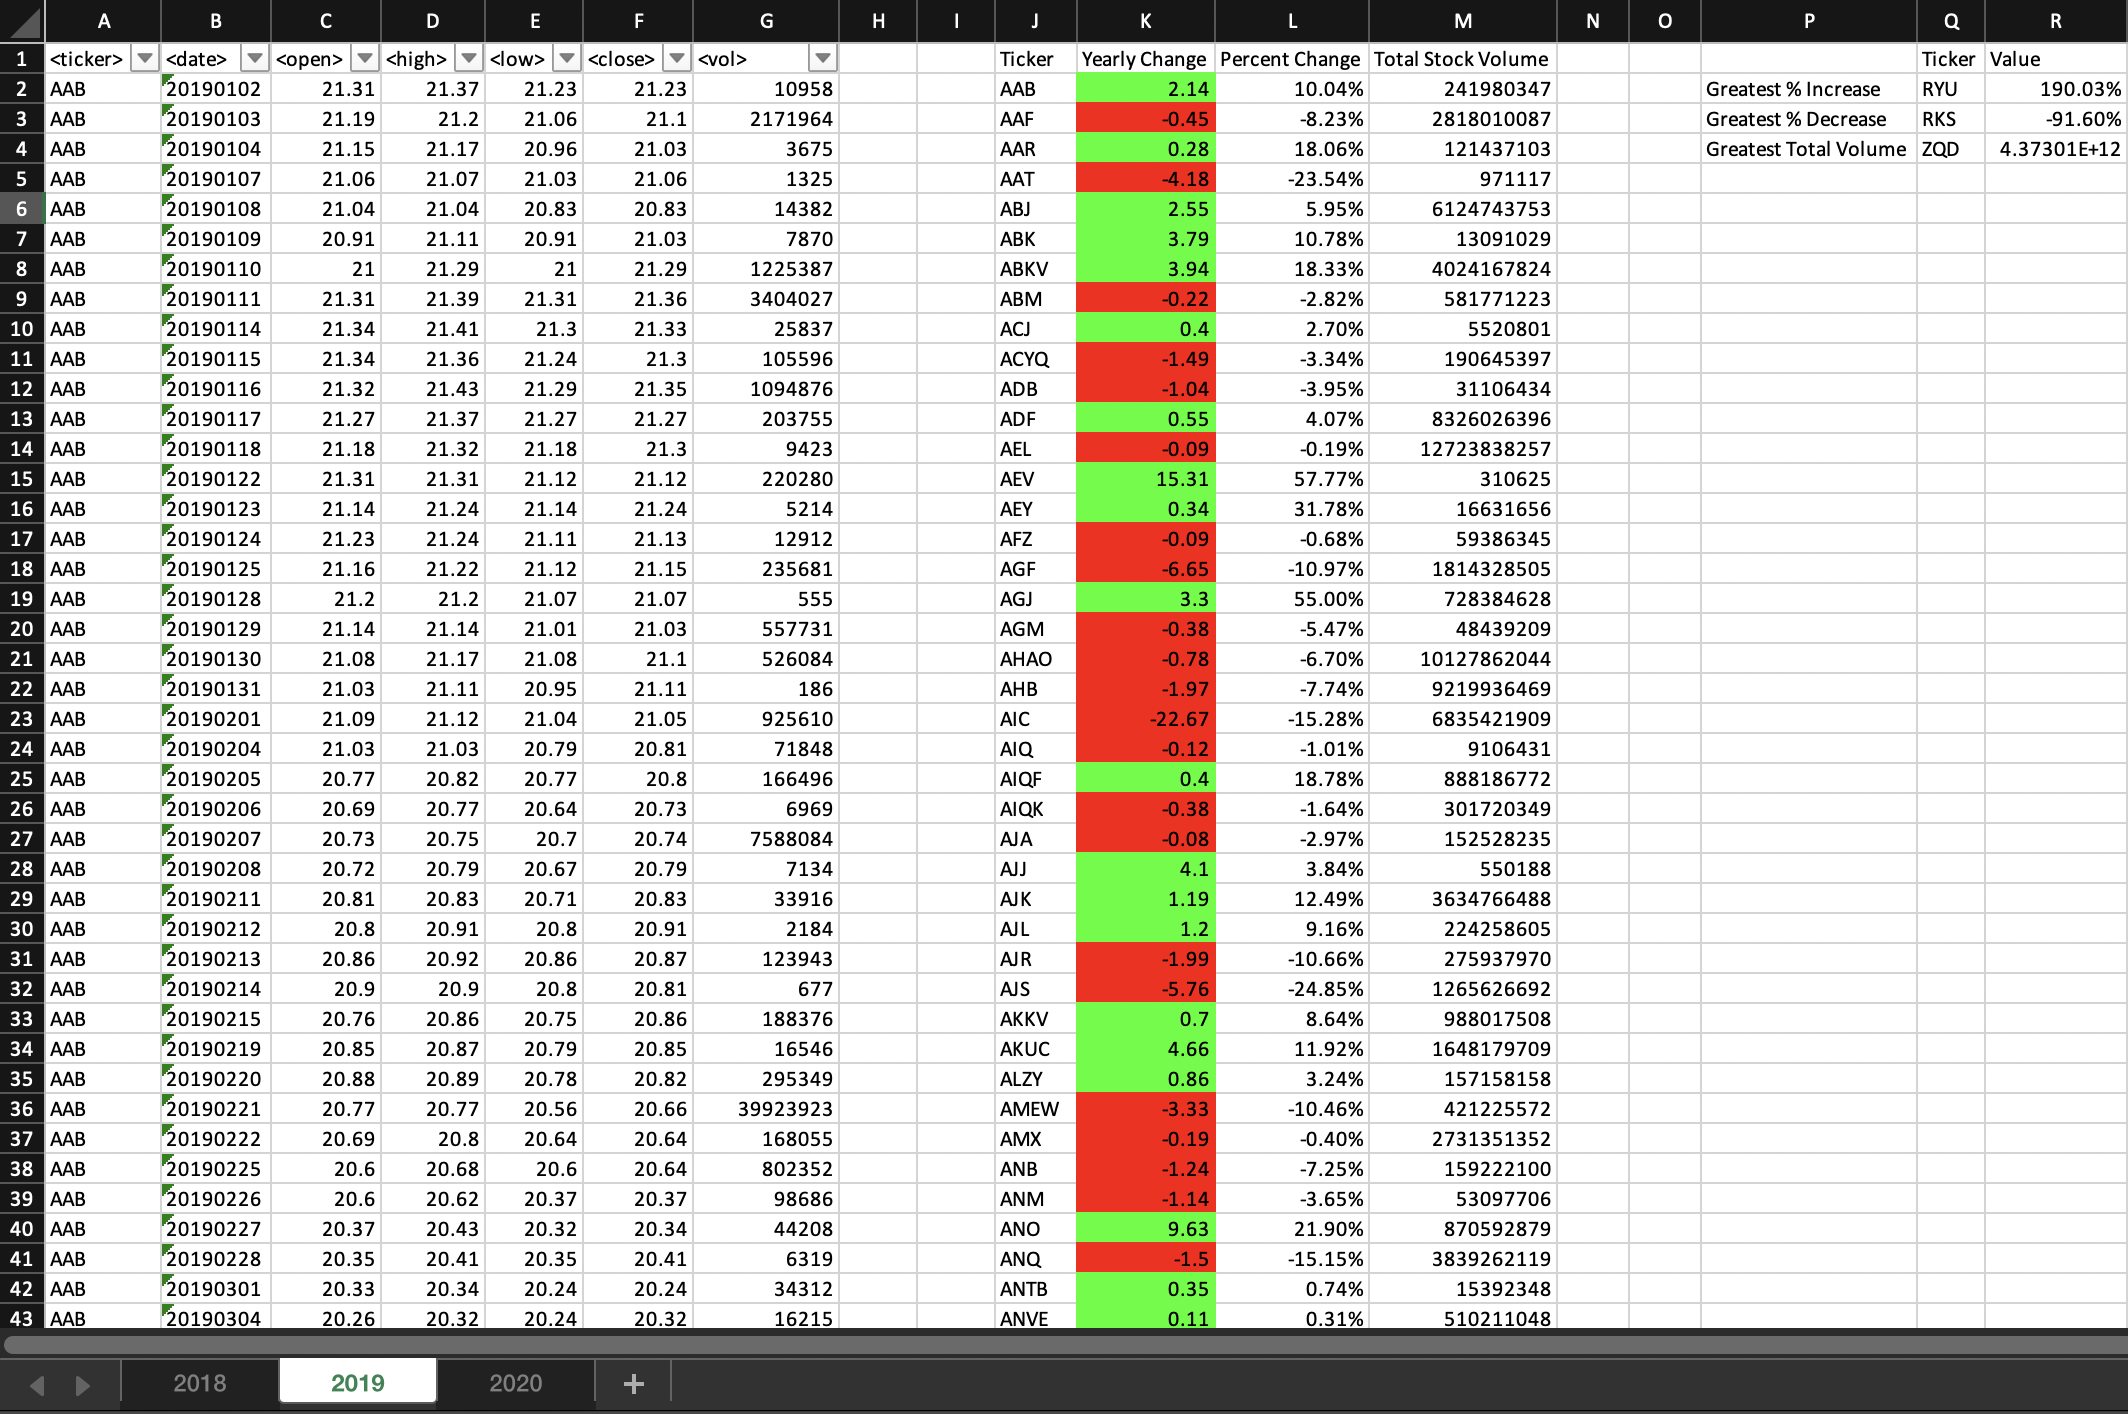 A B C D E F G H I J K L M N O P Q R
1 <ticker> <date> <open> <high> <low> <close> <vol> Ticker Yearly Change Percent Change Total Stock Volume Ticker Value
2 AAB 20190102 21.31 21.37 21.23 21.23 10958 AAB 2.14 10.04% 241980347 Greatest % Increase RYU 190.03%
3 AAB 20190103 21.19 21.2 21.06 21.1 2171964 AAF -0.45 -8.23% 2818010087 Greatest % Decrease RKS -91.60%
4 AAB 20190104 21.15 21.17 20.96 21.03 3675 AAR 0.28 18.06% 121437103 Greatest Total Volume ZQD 4.37301E+12
5 AAB 20190107 21.06 21.07 21.03 21.06 1325 AAT -4.18 -23.54% 971117
6 AAB 20190108 21.04 21.04 20.83 20.83 14382 ABJ 2.55 5.95% 6124743753
7 AAB 20190109 20.91 21.11 20.91 21.03 7870 ABK 3.79 10.78% 13091029
8 AAB 20190110 21 21.29 21 21.29 1225387 ABKV 3.94 18.33% 4024167824
9 AAB 20190111 21.31 21.39 21.31 21.36 3404027 ABM -0.22 -2.82% 581771223
10 AAB 20190114 21.34 21.41 21.3 21.33 25837 ACJ 0.4 2.70% 5520801
11 AAB 20190115 21.34 21.36 21.24 21.3 105596 ACYQ -1.49 -3.34% 190645397
12 AAB 20190116 21.32 21.43 21.29 21.35 1094876 ADB -1.04 -3.95% 31106434
13 AAB 20190117 21.27 21.37 21.27 21.27 203755 ADF 0.55 4.07% 8326026396
14 AAB 20190118 21.18 21.32 21.18 21.3 9423 AEL -0.09 -0.19% 12723838257
15 AAB 20190122 21.31 21.31 21.12 21.12 220280 AEV 15.31 57.77% 310625
16 AAB 20190123 21.14 21.24 21.14 21.24 5214 AEY 0.34 31.78% 16631656
17 AAB 20190124 21.23 21.24 21.11 21.13 12912 AFZ -0.09 -0.68% 59386345
18 AAB 20190125 21.16 21.22 21.12 21.15 235681 AGF -6.65 -10.97% 1814328505
19 AAB 20190128 21.2 21.2 21.07 21.07 555 AGJ 3.3 55.00% 728384628
20 AAB 20190129 21.14 21.14 21.01 21.03 557731 AGM -0.38 -5.47% 48439209
21 AAB 20190130 21.08 21.17 21.08 21.1 526084 AHAO -0.78 -6.70% 10127862044
22 AAB 20190131 21.03 21.11 20.95 21.11 186 AHB -1.97 -7.74% 9219936469
23 AAB 20190201 21.09 21.12 21.04 21.05 925610 AIC -22.67 -15.28% 6835421909
24 AAB 20190204 21.03 21.03 20.79 20.81 71848 AIQ -0.12 -1.01% 9106431
25 AAB 20190205 20.77 20.82 20.77 20.8 166496 AIQF 0.4 18.78% 888186772
26 AAB 20190206 20.69 20.77 20.64 20.73 6969 AIQK -0.38 -1.64% 301720349
27 AAB 20190207 20.73 20.75 20.7 20.74 7588084 AJA -0.08 -2.97% 152528235
28 AAB 20190208 20.72 20.79 20.67 20.79 7134 AJJ 4.1 3.84% 550188
29 AAB 20190211 20.81 20.83 20.71 20.83 33916 AJK 1.19 12.49% 3634766488
30 AAB 20190212 20.8 20.91 20.8 20.91 2184 AJL 1.2 9.16% 224258605
31 AAB 20190213 20.86 20.92 20.86 20.87 123943 AJR -1.99 -10.66% 275937970
32 AAB 20190214 20.9 20.9 20.8 20.81 677 AJS -5.76 -24.85% 1265626692
33 AAB 20190215 20.76 20.86 20.75 20.86 188376 AKKV 0.7 8.64% 988017508
34 AAB 20190219 20.85 20.87 20.79 20.85 16546 AKUC 4.66 11.92% 1648179709
35 AAB 20190220 20.88 20.89 20.78 20.82 295349 ALZY 0.86 3.24% 157158158
36 AAB 20190221 20.77 20.77 20.56 20.66 39923923 AMEW -3.33 -10.46% 421225572
37 AAB 20190222 20.69 20.8 20.64 20.64 168055 AMX -0.19 -0.40% 2731351352
38 AAB 20190225 20.6 20.68 20.6 20.64 802352 ANB -1.24 -7.25% 159222100
39 AAB 20190226 20.6 20.62 20.37 20.37 98686 ANM -1.14 -3.65% 53097706
40 AAB 20190227 20.37 20.43 20.32 20.34 44208 ANO 9.63 21.90% 870592879
41 AAB 20190228 20.35 20.41 20.35 20.41 6319 ANQ -1.5 -15.15% 3839262119
42 AAB 20190301 20.33 20.34 20.24 20.24 34312 ANTB 0.35 0.74% 15392348
43 AAB 20190304 20.26 20.32 20.24 20.32 16215 ANVE 0.11 0.31% 510211048
2018 2019 2020 +